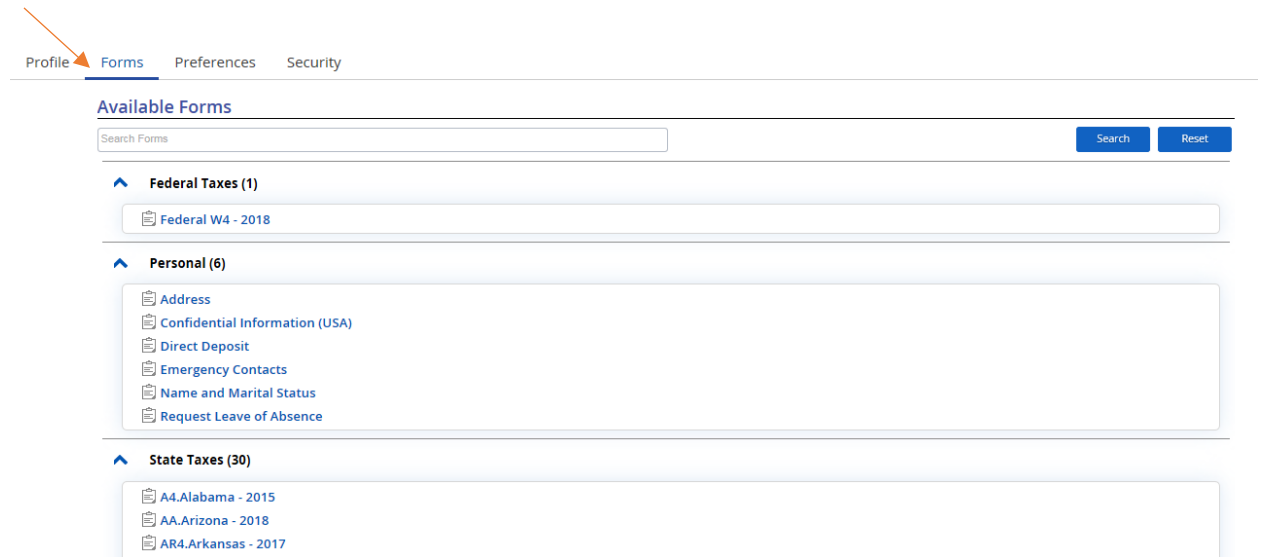 Profile Forms Preferences Security
Available Forms
Search Forms Search Reset
Federal Taxes (1)
Federal W4 - 2018
Personal (6)
Address
Confidential Information (USA)
Direct Deposit
Emergency Contacts
Name and Marital Status
Request Leave of Absence
State Taxes (30)
A4.Alabama - 2015
AA.Arizona - 2018
AR4.Arkansas - 2017